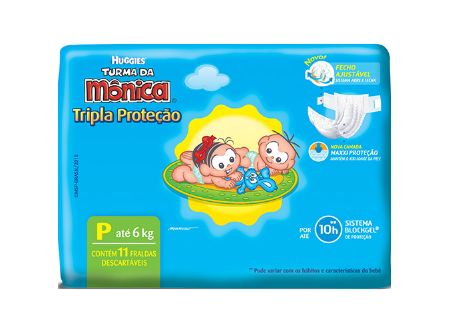 HUGGIES
TURMA DA
MÔNICA
Tripla Proteção
Novo!
FECHO
AJUSTÁVEL
NOVA CAMADA
MAXXI PROTEÇÃO
P até 6 kg
CONTÉM 11 FRALDAS
DESCARTÁVEIS
POR
ATÉ
10h**
SISTEMA
BLOCKGEL®
DE PROTEÇÃO
** Pode variar com os hábitos e características do bebê